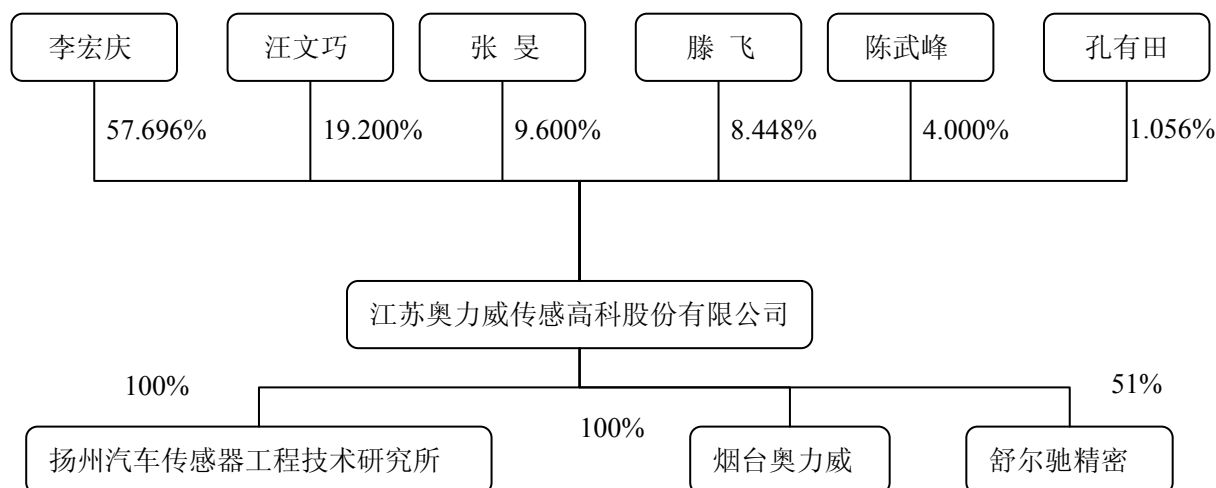 李宏庆 汪文巧 张 旻 滕 飞 陈武峰 孔有田
57.696% 19.200% 9.600% 8.448% 4.000% 1.056%
江苏奥力威传感高科股份有限公司
100% 51%
100%
扬州汽车传感器工程技术研究所 烟台奥力威 舒尔驰精密